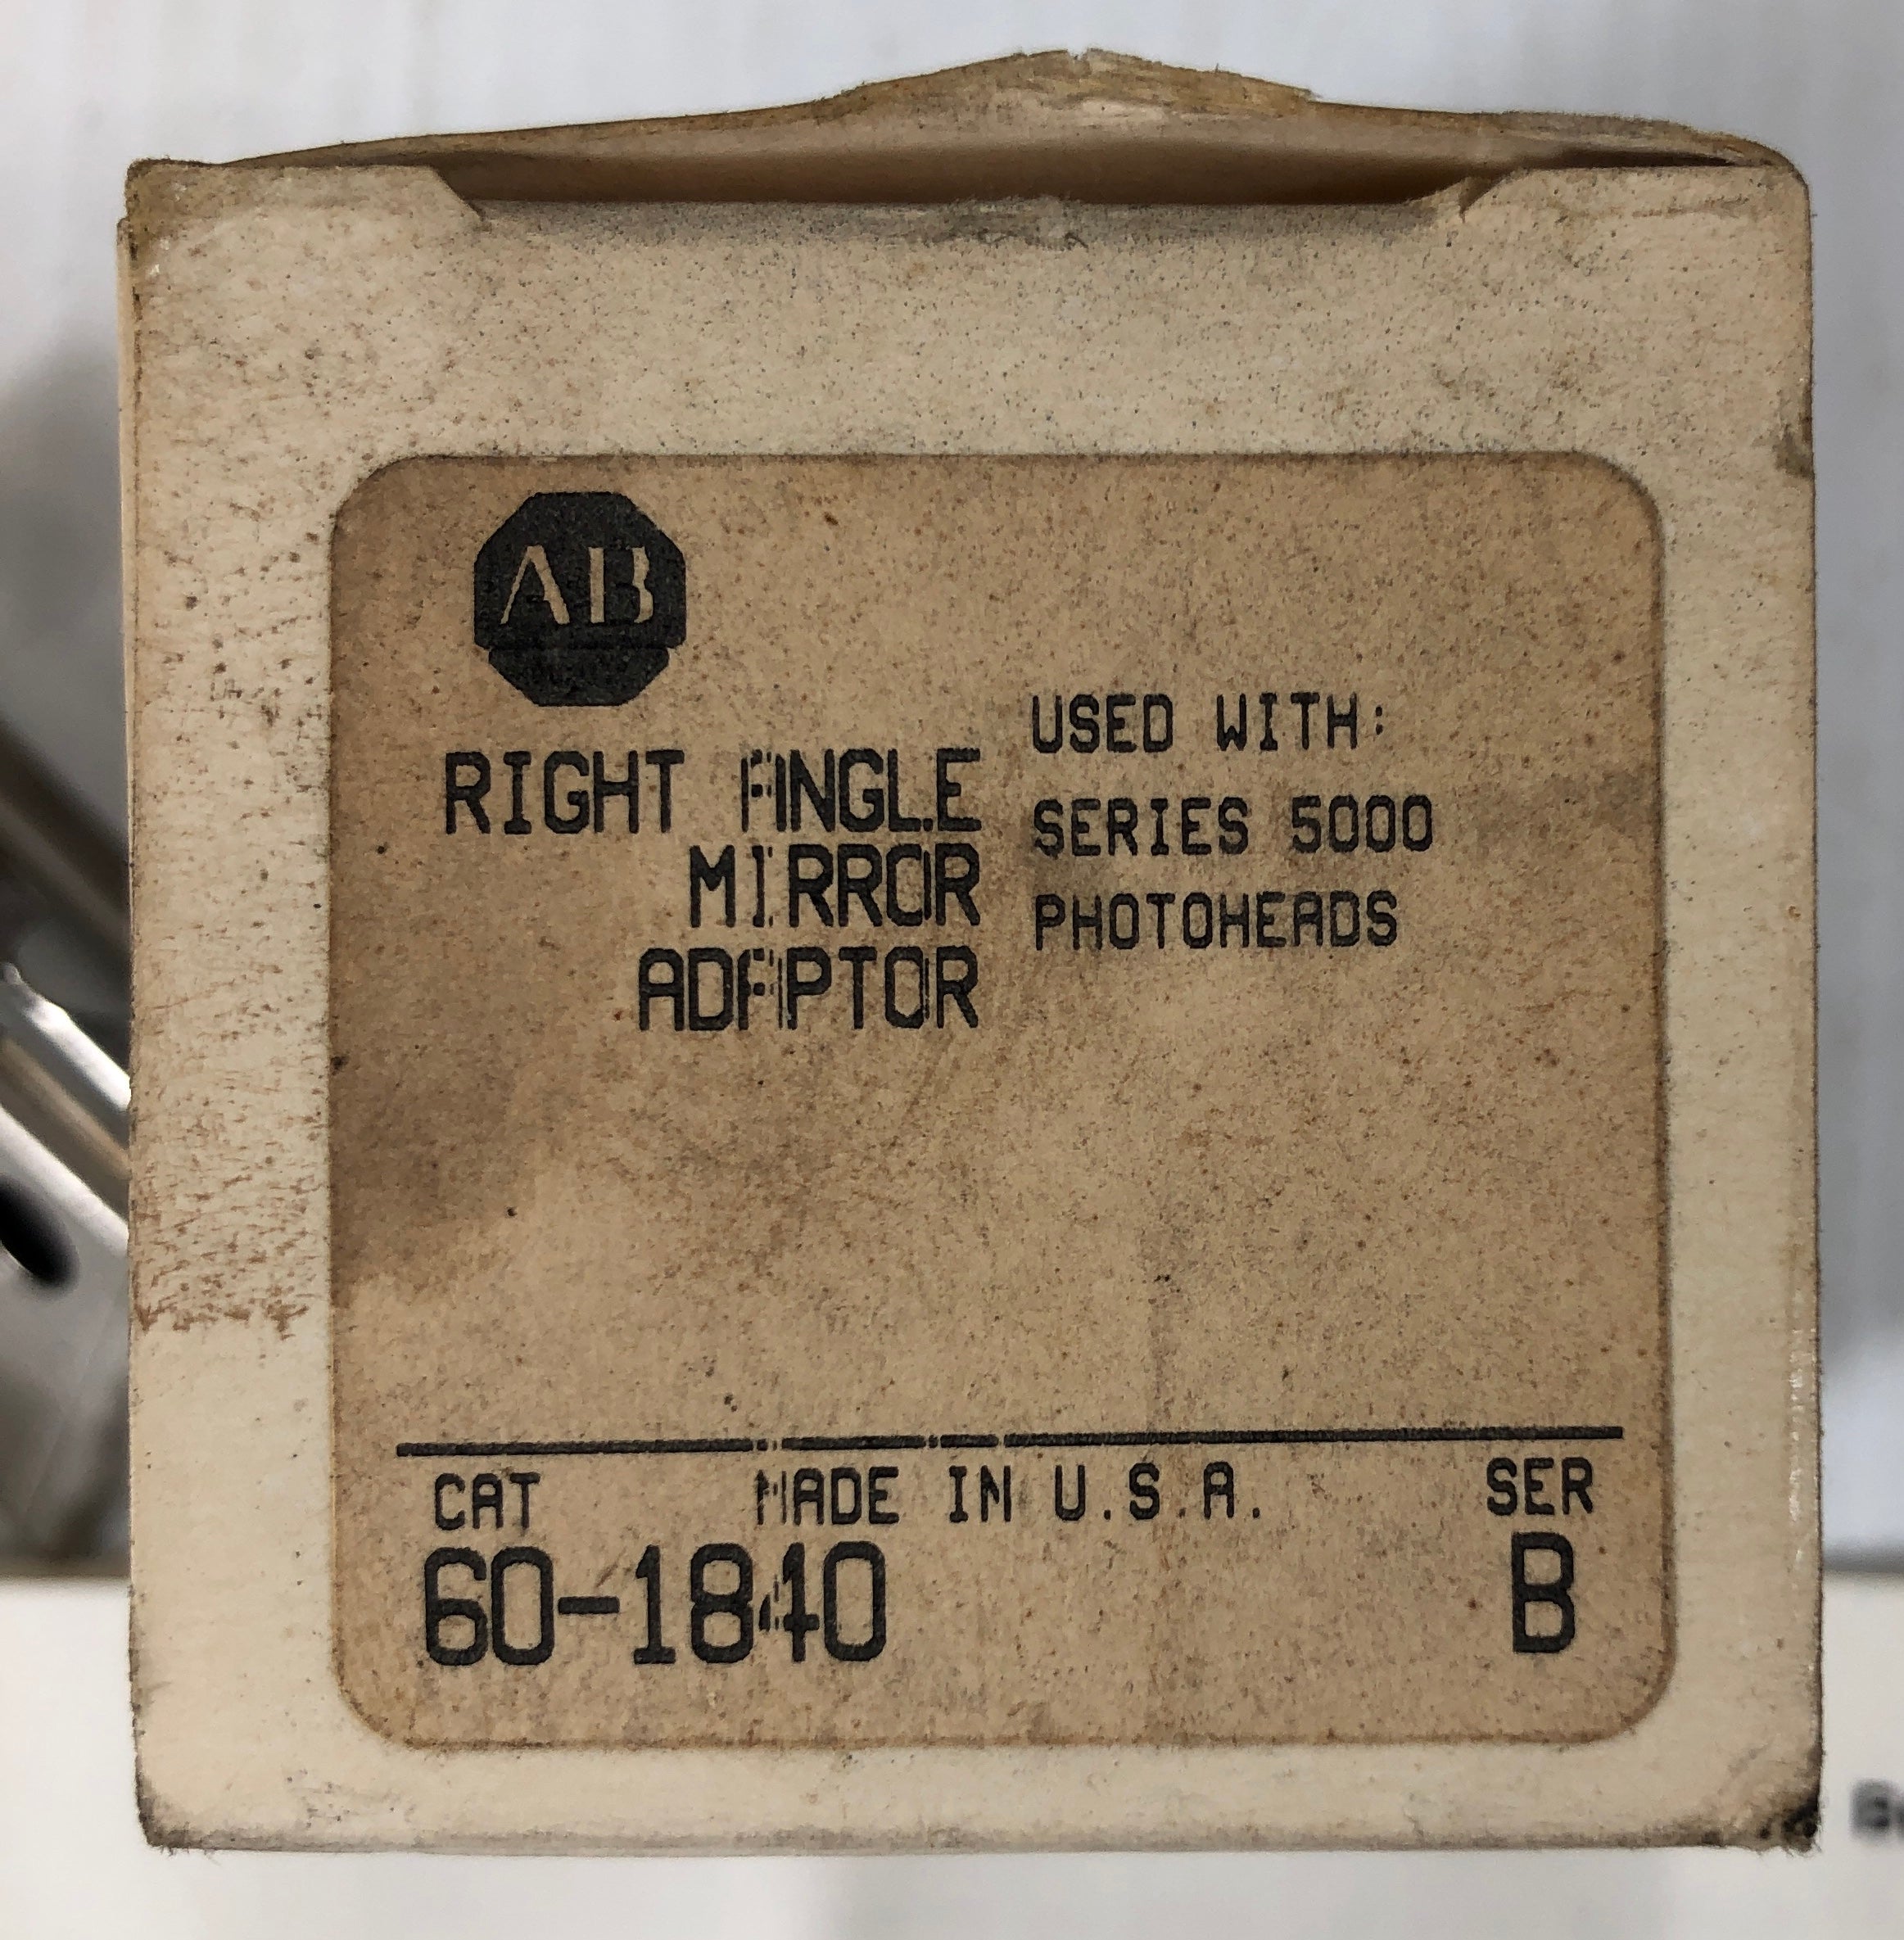 AB
RIGHT ANGLE
MIRROR
ADAPTOR
USED WITH:
SERIES 5000
PHOTOHEADS
CAT
MADE IN U.S.A.
SER
60-1840
B